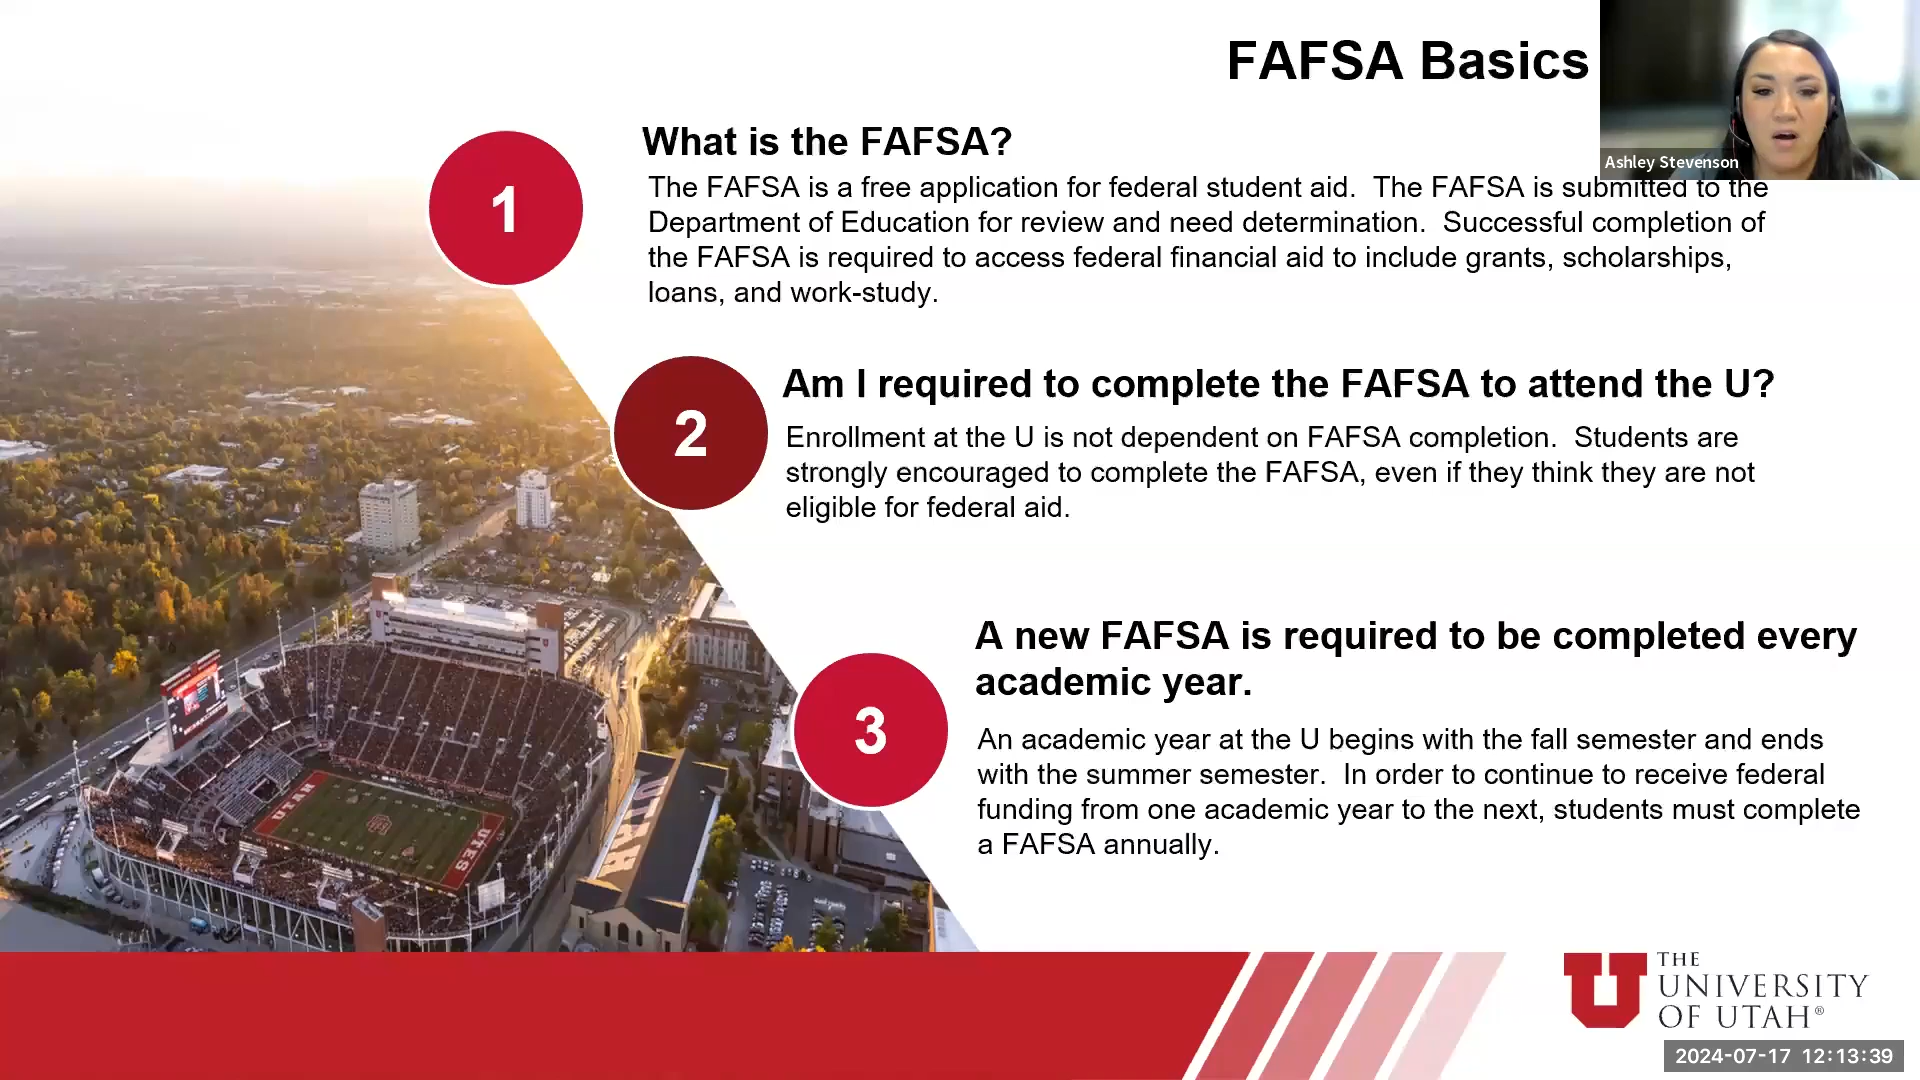 FAFSA Basics
Ashley Stevenson
1
What is the FAFSA?
The FAFSA is a free application for federal student aid.  The FAFSA is submitted to the
Department of Education for review and need determination.  Successful completion of
the FAFSA is required to access federal financial aid to include grants, scholarships,
loans, and work-study.
2
Am I required to complete the FAFSA to attend the U?
Enrollment at the U is not dependent on FAFSA completion.  Students are
strongly encouraged to complete the FAFSA, even if they think they are not
eligible for federal aid.
3
A new FAFSA is required to be completed every
academic year.
An academic year at the U begins with the fall semester and ends
with the summer semester.  In order to continue to receive federal
funding from one academic year to the next, students must complete
a FAFSA annually.
UTAH
UTES
UTAH
U
THE
UNIVERSITY
OF UTAH®
2024-07-17 12:13:39